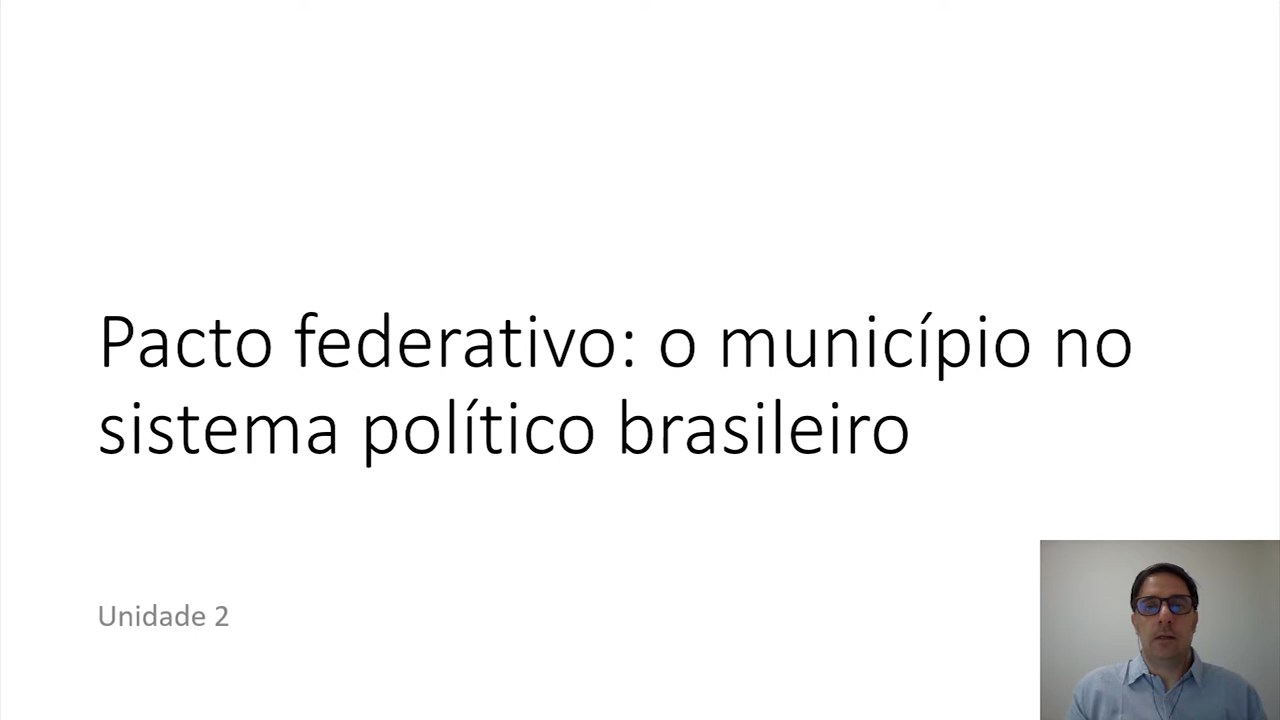 Pacto federativo: o município no
sistema político brasileiro
Unidade 2